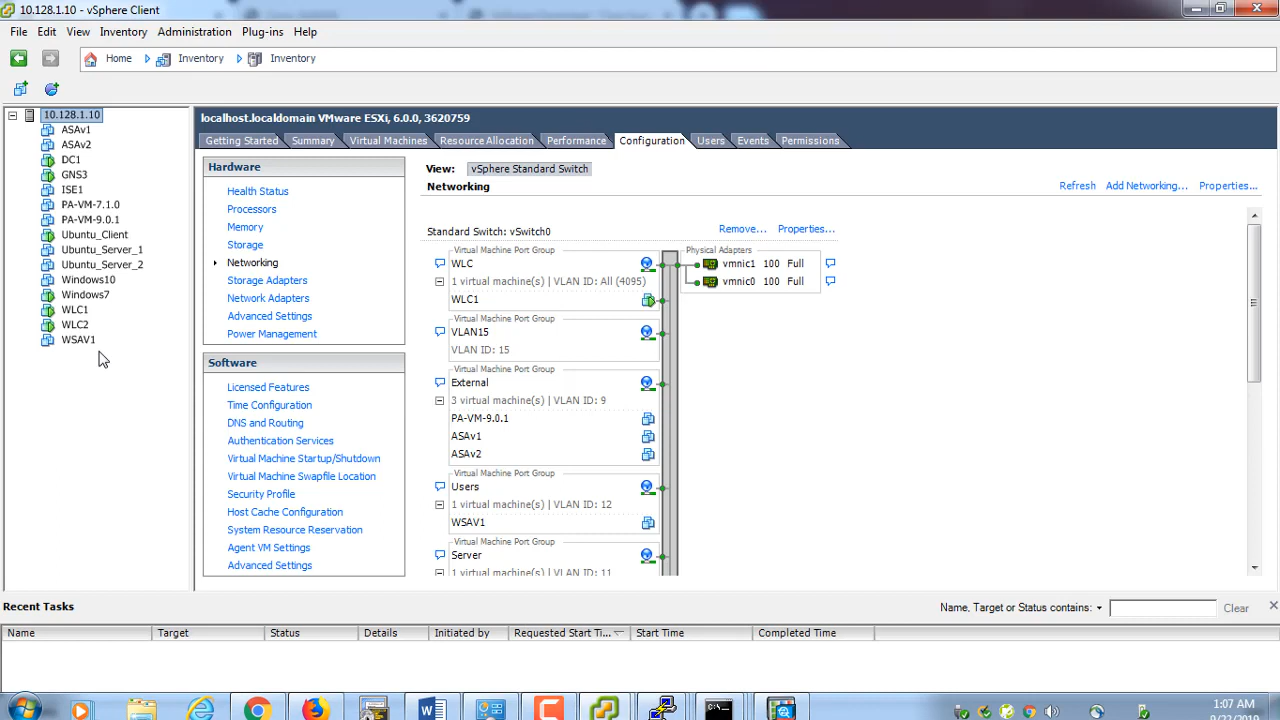 10.128.1.10 - vSphere Client
File Edit View Inventory Administration Plug-ins Help
Home Inventory Inventory
10.128.1.10
ASAv1
ASAv2
DC1
GNS3
ISE1
PA-VM-7.1.0
PA-VM-9.0.1
Ubuntu_Client
Ubuntu_Server_1
Ubuntu_Server_2
Windows10
Windows7
WLC1
WLC2
WSAV1
localhost.localdomain VMware ESXi, 6.0.0, 3620759
Getting Started Summary Virtual Machines Resource Allocation Performance Configuration Users Events Permissions
Hardware
Health Status
Processors
Memory
Storage
Networking
Storage Adapters
Network Adapters
Advanced Settings
Power Management
Software
Licensed Features
Time Configuration
DNS and Routing
Authentication Services
Virtual Machine Startup/Shutdown
Virtual Machine Swapfile Location
Security Profile
Host Cache Configuration
System Resource Reservation
Agent VM Settings
Advanced Settings
View: vSphere Standard Switch
Networking
Refresh Add Networking... Properties...
Standard Switch: vSwitch0 Remove... Properties...
Virtual Machine Port Group
WLC
1 virtual machine(s) | VLAN ID: All (4095)
WLC1
Virtual Machine Port Group
VLAN15
VLAN ID: 15
Virtual Machine Port Group
External
3 virtual machine(s) | VLAN ID: 9
PA-VM-9.0.1
ASAv1
ASAv2
Virtual Machine Port Group
Users
1 virtual machine(s) | VLAN ID: 12
WSAV1
Virtual Machine Port Group
Server
1 virtual machine(s) | VLAN ID: 11
Physical Adapters
vmnic1 100 Full
vmnic0 100 Full
Recent Tasks
Name, Target or Status contains: Clear
Name Target Status Details Initiated by Requested Start Ti... Start Time Completed Time
1:07 AM
9/22/2019